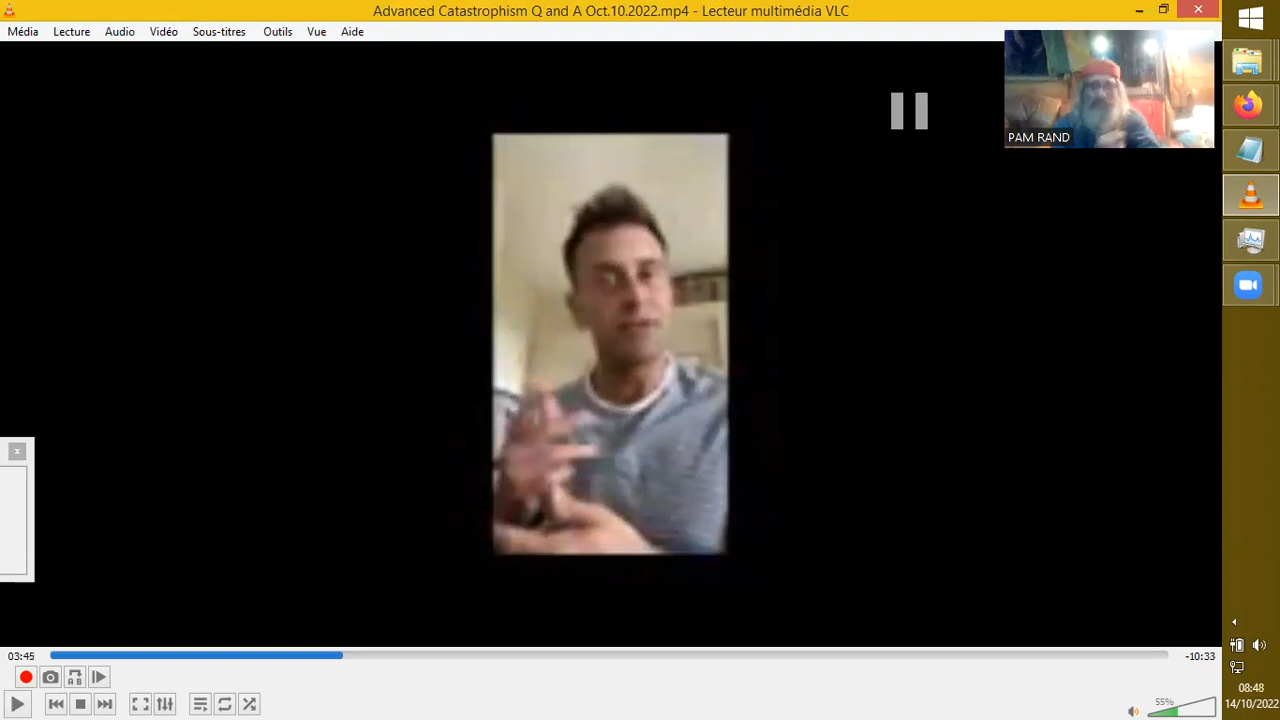 Advanced Catastrophism Q and A Oct.10.2022.mp4 - Lecteur multimédia VLC
Média Lecture Audio Vidéo Sous-titres Outils Vue Aide
PAM RAND
x
03:45
-10:33
A B
55%
08:48
14/10/2022